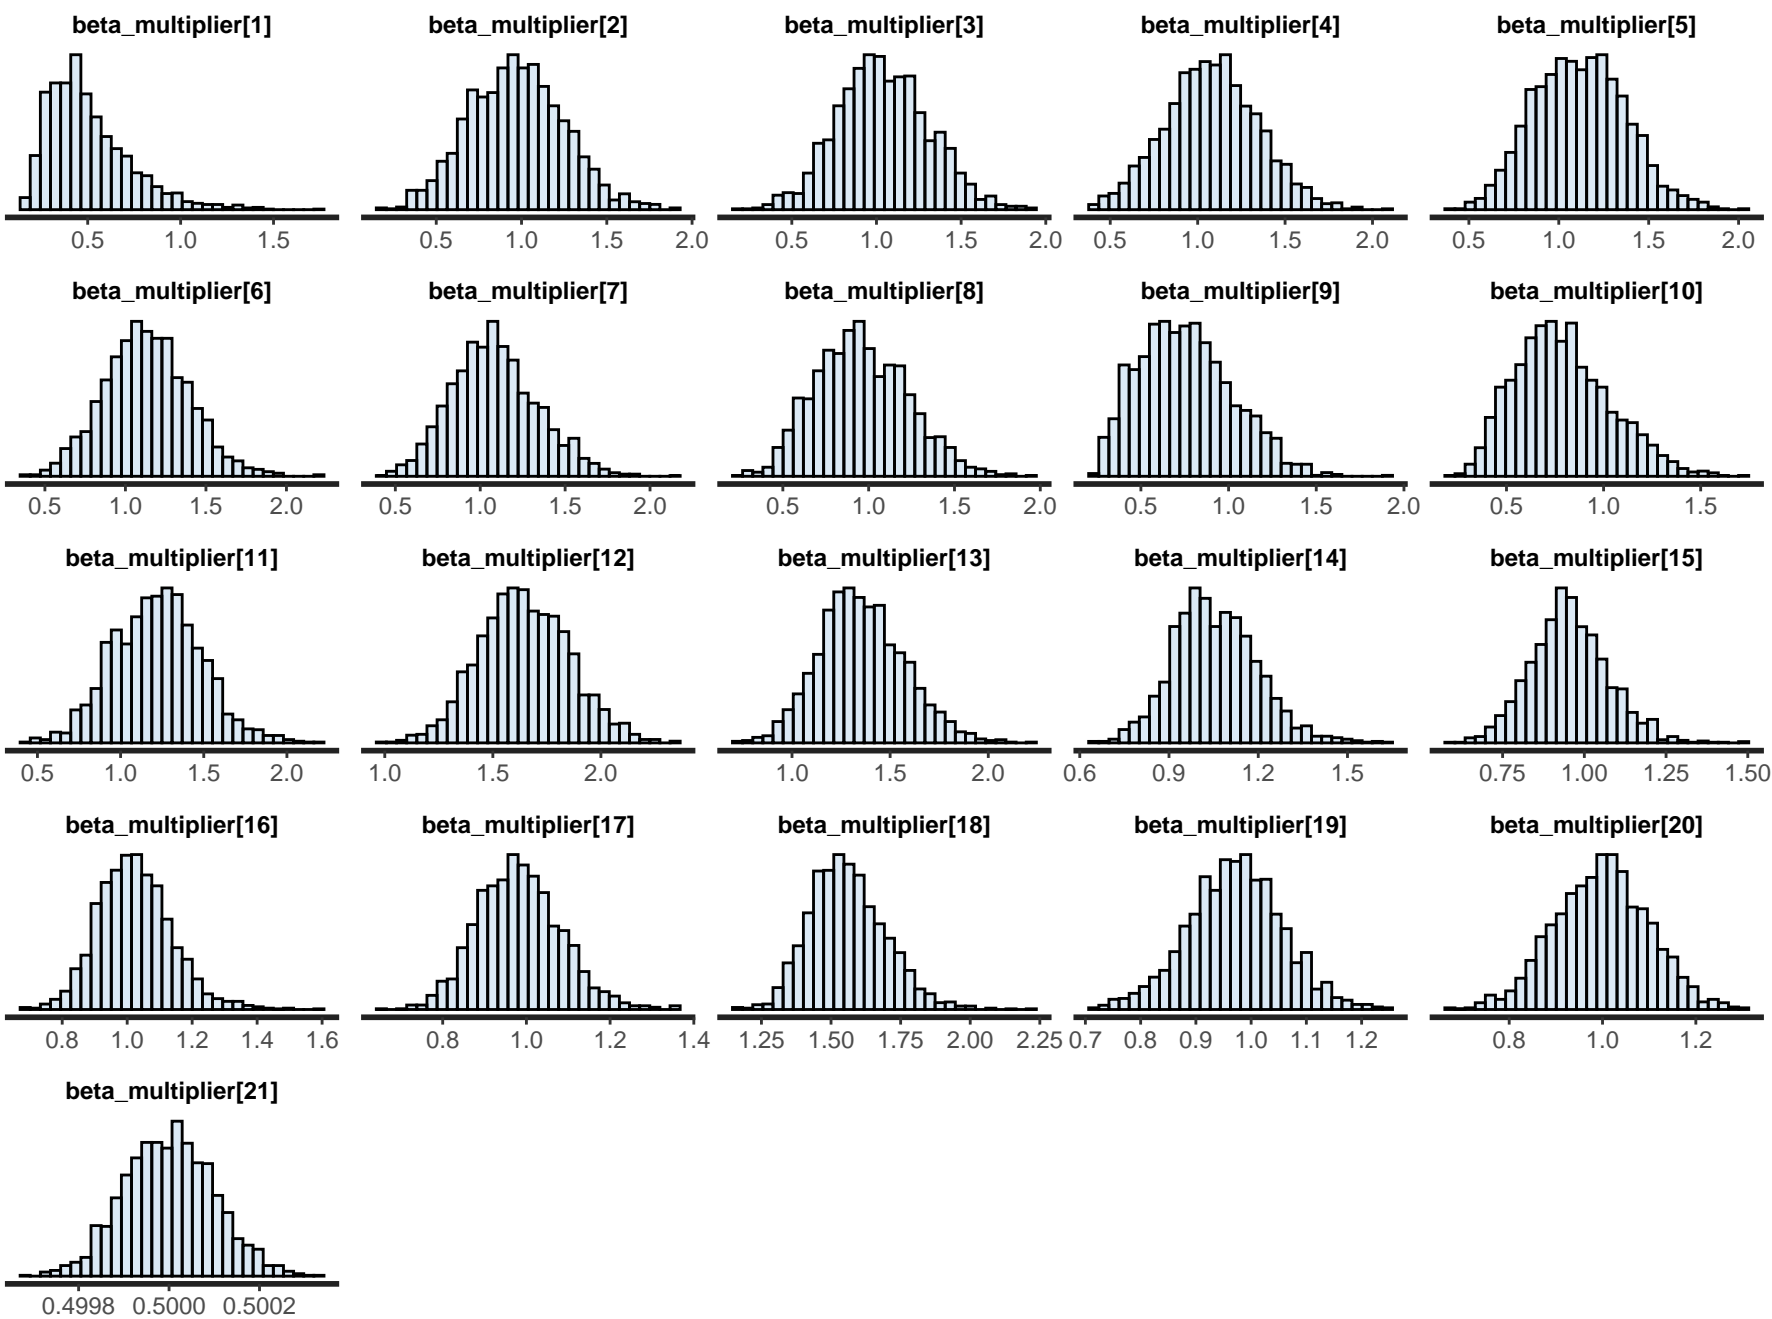 beta_multiplier[1] beta_multiplier[2] beta_multiplier[3] beta_multiplier[4] beta_multiplier[5]
0.5 1.0 1.5 0.5 1.0 1.5 2.0 0.5 1.0 1.5 2.0 0.5 1.0 1.5 2.0 0.5 1.0 1.5 2.0
beta_multiplier[6] beta_multiplier[7] beta_multiplier[8] beta_multiplier[9] beta_multiplier[10]
0.5 1.0 1.5 2.0 0.5 1.0 1.5 2.0 0.5 1.0 1.5 2.0 0.5 1.0 1.5 2.0 0.5 1.0 1.5
beta_multiplier[11] beta_multiplier[12] beta_multiplier[13] beta_multiplier[14] beta_multiplier[15]
0.5 1.0 1.5 2.0 1.0 1.5 2.0 1.0 1.5 2.0 0.6 0.9 1.2 1.5 0.75 1.00 1.25 1.50
beta_multiplier[16] beta_multiplier[17] beta_multiplier[18] beta_multiplier[19] beta_multiplier[20]
0.8 1.0 1.2 1.4 1.6 0.8 1.0 1.2 1.4 1.25 1.50 1.75 2.00 2.25 0.7 0.8 0.9 1.0 1.1 1.2 0.8 1.0 1.2
beta_multiplier[21]
0.4998 0.5000 0.5002